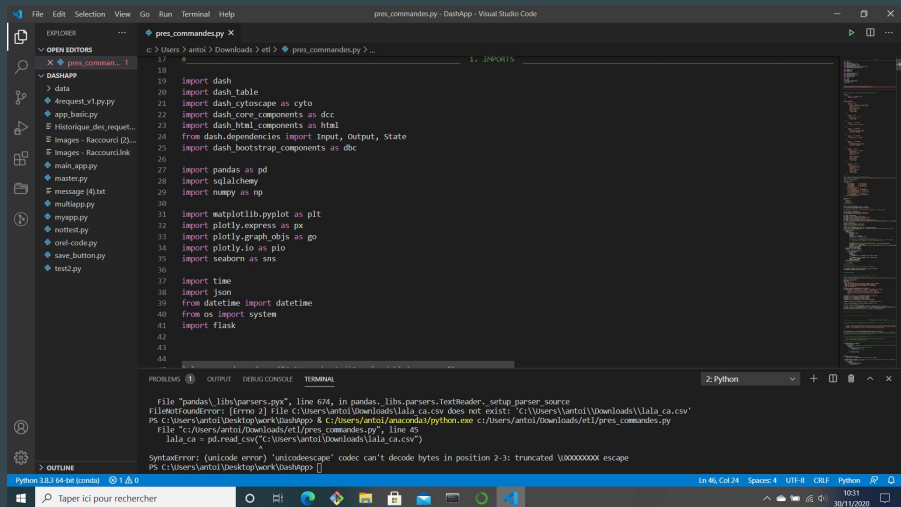 File Edit Selection View Go Run Terminal Help
pres_commandes.py - DashApp - Visual Studio Code
EXPLORER
OPEN EDITORS
pres_comman... 1
DASHAPP
data
4request_v1.py.py
app_basic.py
Historique_des_requet...
Images - Raccourci (2)....
Images - Raccourci.lnk
main_app.py
master.py
message (4).txt
multiapp.py
myapp.py
nottest.py
orel-code.py
save_button.py
test2.py
OUTLINE
pres_commandes.py
c: > Users > antoi > Downloads > etl > pres_commandes.py > ...
17 #
1. IMPORTS
18
19 import dash
20 import dash_table
21 import dash_cytoscape as cyto
22 import dash_core_components as dcc
23 import dash_html_components as html
24 from dash.dependencies import Input, Output, State
25 import dash_bootstrap_components as dbc
26
27 import pandas as pd
28 import sqlalchemy
29 import numpy as np
30
31 import matplotlib.pyplot as plt
32 import plotly.express as px
33 import plotly.graph_objs as go
34 import plotly.io as pio
35 import seaborn as sns
36
37 import time
38 import json
39 from datetime import datetime
40 from os import system
41 import flask
42
43
44
PROBLEMS 1 OUTPUT DEBUG CONSOLE TERMINAL
2: Python
File "pandas\_libs\parsers.pyx", line 674, in pandas._libs.parsers.TextReader._setup_parser_source
FileNotFoundError: [Errno 2] File C:\Users\antoi\Downloads\lala_ca.csv does not exist: 'C:\\Users\\antoi\\Downloads\\lala_ca.csv'
PS C:\Users\antoi\Desktop\work\DashApp> & C:/Users/antoi/anaconda3/python.exe c:/Users/antoi/Downloads/etl/pres_commandes.py
File "c:/Users/antoi/Downloads/etl/pres_commandes.py", line 45
lala_ca = pd.read_csv("C:\Users\antoi\Downloads\lala_ca.csv")
^
SyntaxError: (unicode error) 'unicodeescape' codec can't decode bytes in position 2-3: truncated \UXXXXXXXX escape
PS C:\Users\antoi\Desktop\work\DashApp>
Python 3.8.3 64-bit (conda) 1 0
Ln 46, Col 24 Spaces: 4 UTF-8 CRLF Python
Taper ici pour rechercher
10:31
30/11/2020